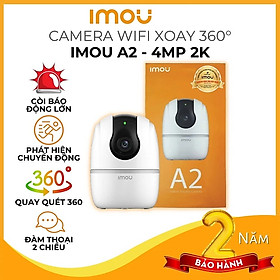 imou
CAMERA WIFI XOAY 360°
IMOU A2 - 4MP 2K
CÒI BÁO
ĐỘNG LỚN
PHÁT HIỆN
CHUYỂN ĐỘNG
360°
QUAY QUÉT 360
ĐÀM THOẠI
2 CHIỀU
imou
imou
A2
2 NĂM
BẢO HÀNH